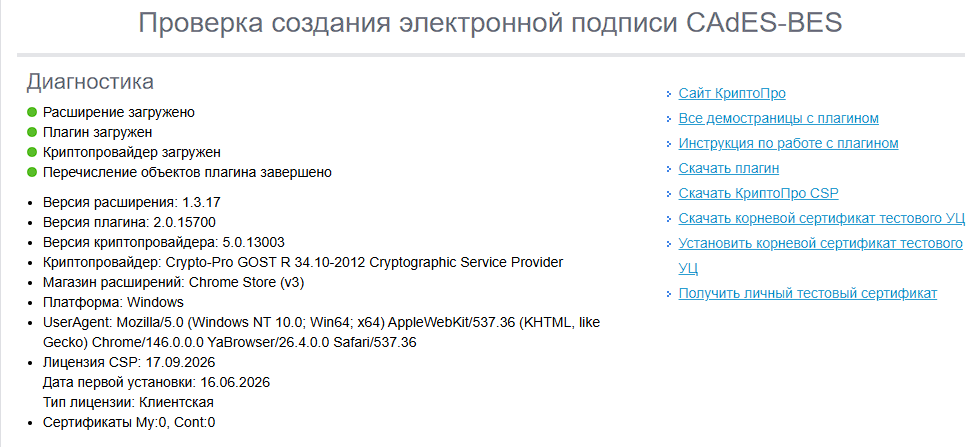 Проверка создания электронной подписи CAdES-BES
Диагностика
Расширение загружено
Плагин загружен
Криптопровайдер загружен
Перечисление объектов плагина завершено
Версия расширения: 1.3.17
Версия плагина: 2.0.15700
Версия криптопровайдера: 5.0.13003
Криптопровайдер: Crypto-Pro GOST R 34.10-2012 Cryptographic Service Provider
Магазин расширений: Chrome Store (v3)
Платформа: Windows
UserAgent: Mozilla/5.0 (Windows NT 10.0; Win64; x64) AppleWebKit/537.36 (KHTML, like
Gecko) Chrome/146.0.0.0 YaBrowser/26.4.0.0 Safari/537.36
Лицензия CSP: 17.09.2026
Дата первой установки: 16.06.2026
Тип лицензии: Клиентская
Сертификаты My:0, Cont:0
Сайт КриптоПро
Все демостраницы с плагином
Инструкция по работе с плагином
Скачать плагин
Скачать КриптоПро CSP
Скачать корневой сертификат тестового УЦ
Установить корневой сертификат тестового
УЦ
Получить личный тестовый сертификат